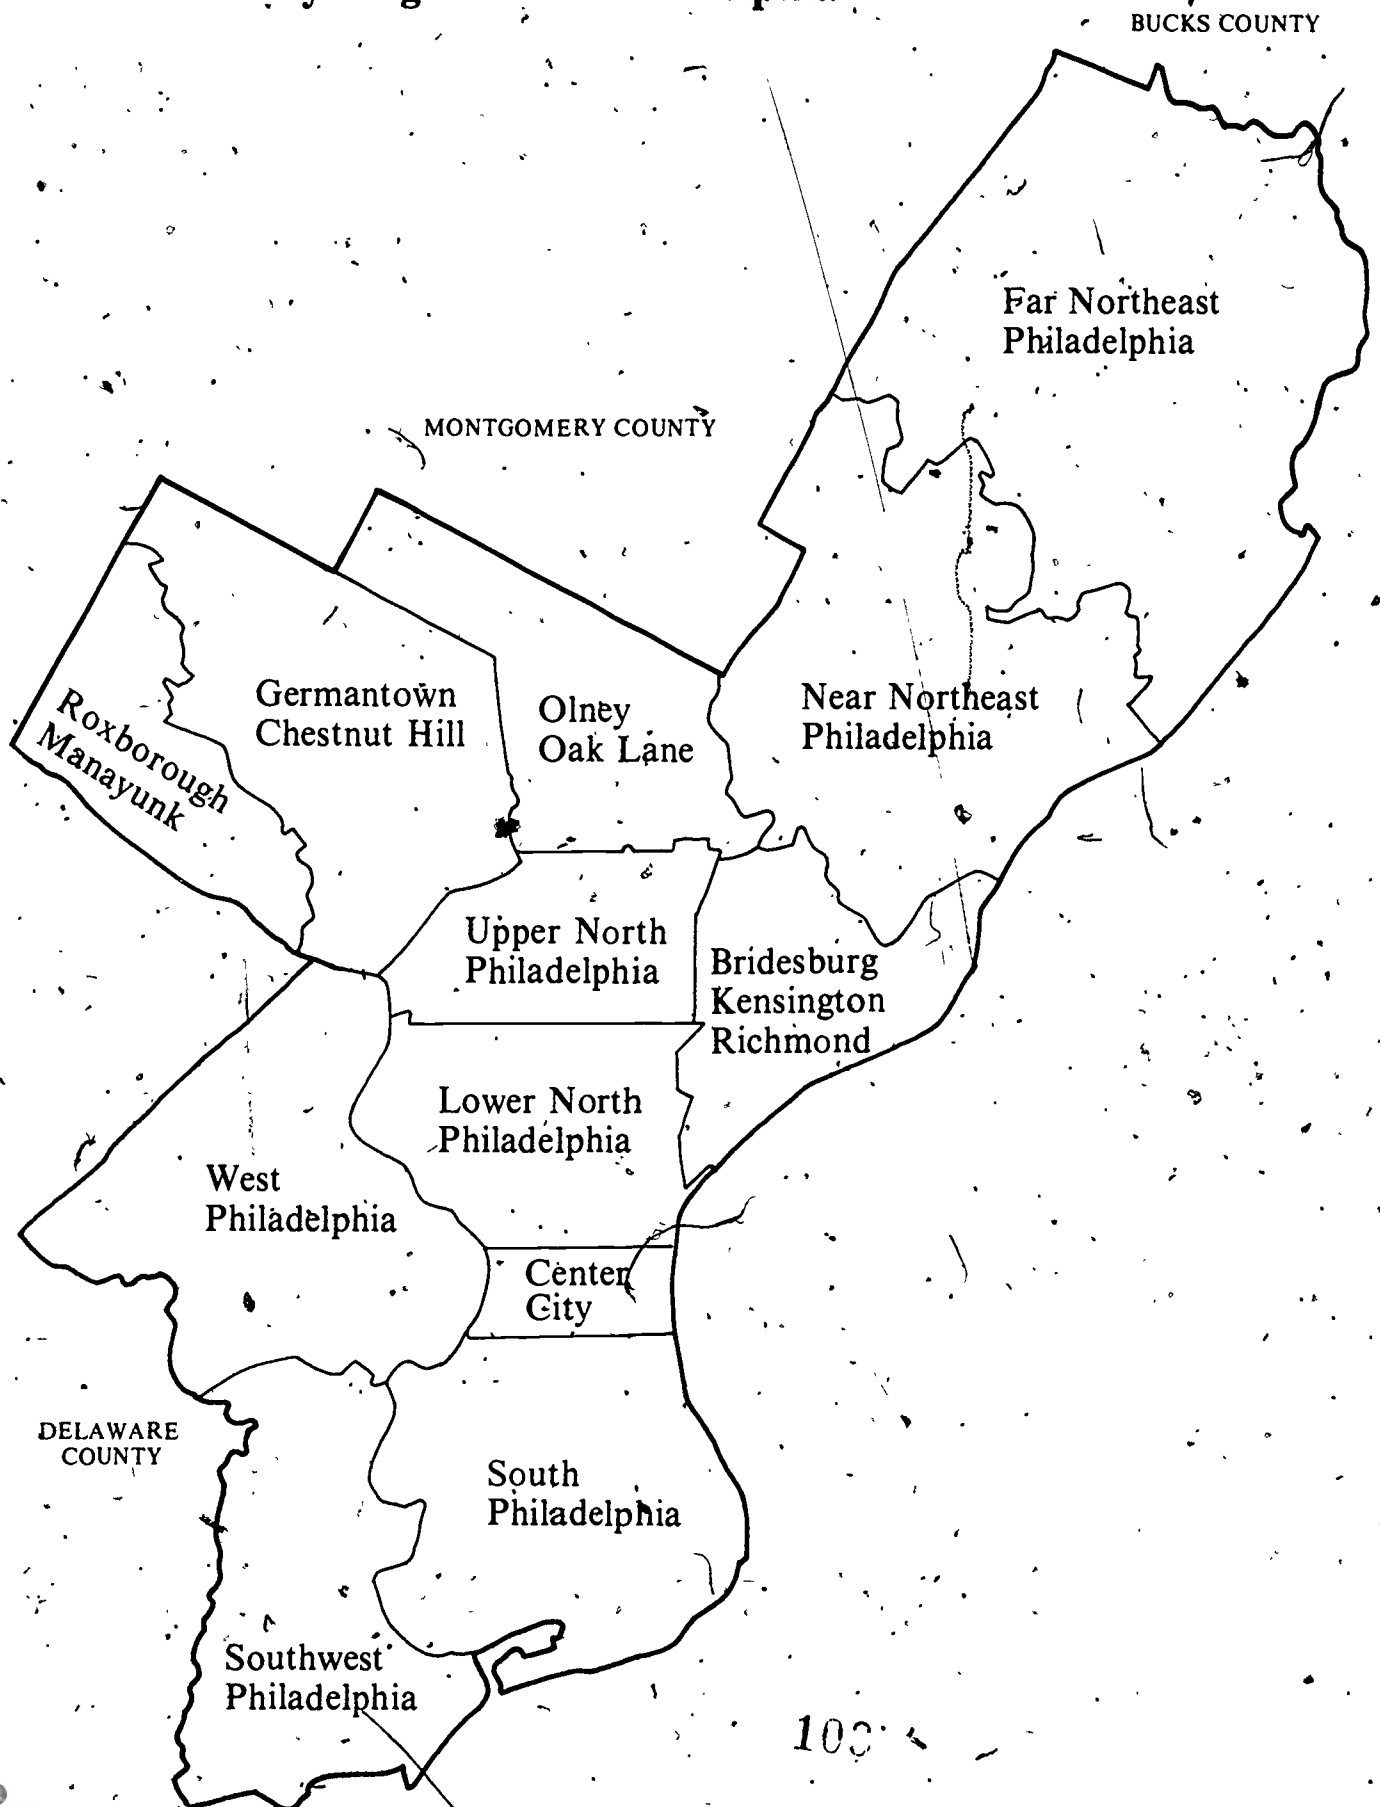 BUCKS COUNTY
Far Northeast
Philadelphia
MONTGOMERY COUNTY
Germantown
Chestnut Hill
Olney
Oak Lane
Near Northeast
Philadelphia
Roxborough
Manayunk
Upper North
Philadelphia
Bridesburg
Kensington
Richmond
Lower North
Philadelphia
West
Philadelphia
Center
City
DELAWARE
COUNTY
South
Philadelphia
Southwest
Philadelphia